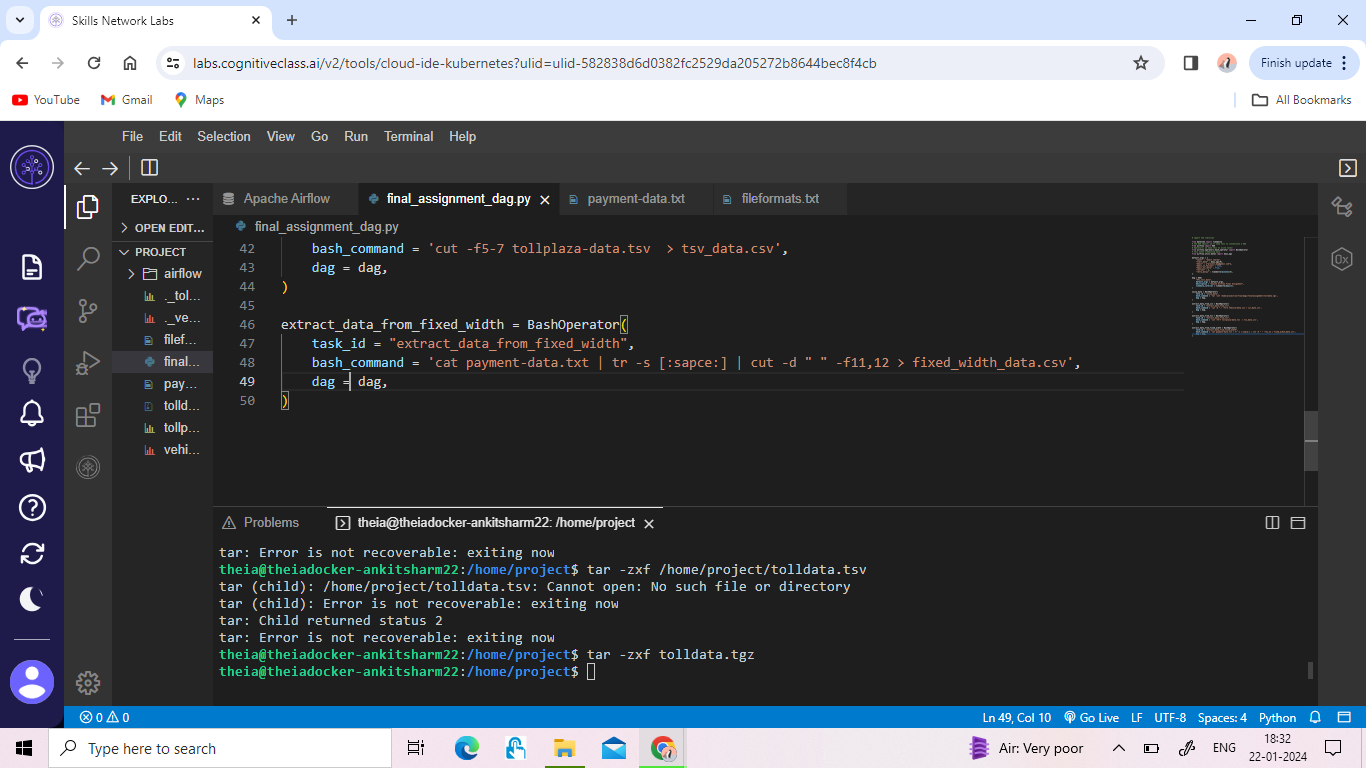 Skills Network Labs
labs.cognitiveclass.ai/v2/tools/cloud-ide-kubernetes?ulid=ulid-582838d6d0382fc2529da205272b8644bec8f4cb
Finish update
YouTube Gmail Maps All Bookmarks
File Edit Selection View Go Run Terminal Help
EXPLO... Apache Airflow final_assignment_dag.py payment-data.txt fileformats.txt
OPEN EDIT... final_assignment_dag.py
PROJECT
airflow
._tol...
._ve...
filef...
final...
pay...
tolld...
tollp...
vehi...
42 bash_command = 'cut -f5-7 tollplaza-data.tsv  > tsv_data.csv',
43 dag = dag,
44 )
45
46 extract_data_from_fixed_width = BashOperator(
47 task_id = "extract_data_from_fixed_width",
48 bash_command = 'cat payment-data.txt | tr -s [:sapce:] | cut -d " " -f11,12 > fixed_width_data.csv',
49 dag = dag,
50 )
Problems theia@theiadocker-ankitsharm22: /home/project
tar: Error is not recoverable: exiting now
theia@theiadocker-ankitsharm22:/home/project$ tar -zxf /home/project/tolldata.tsv
tar (child): /home/project/tolldata.tsv: Cannot open: No such file or directory
tar (child): Error is not recoverable: exiting now
tar: Child returned status 2
tar: Error is not recoverable: exiting now
theia@theiadocker-ankitsharm22:/home/project$ tar -zxf tolldata.tgz
theia@theiadocker-ankitsharm22:/home/project$
0 0 Ln 49, Col 10 Go Live LF UTF-8 Spaces: 4 Python
Type here to search Air: Very poor ENG 18:32
22-01-2024